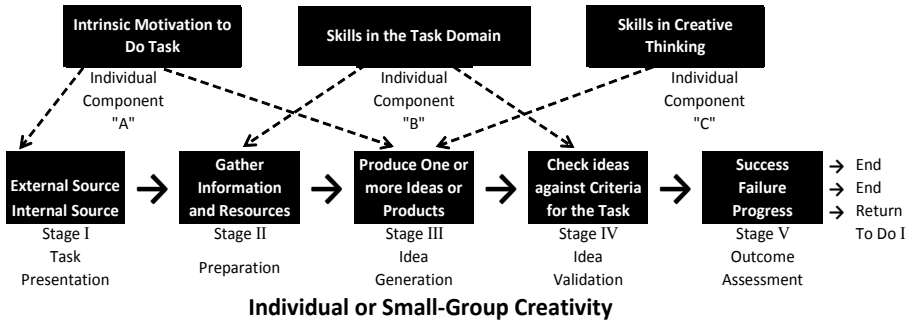 Intrinsic Motivation to
Do Task
Skills in the Task Domain
Skills in Creative
Thinking
Individual
Component
"A"
Individual
Component
"B"
Individual
Component
"C"
External Source
Internal Source
Gather
Information
and Resources
Produce One or
more Ideas or
Products
Check ideas
against Criteria
for the Task
Success
Failure
Progress
→ End
→ End
→ Return
To Do I
Stage I
Task
Presentation
Stage II
Preparation
Stage III
Idea
Generation
Stage IV
Idea
Validation
Stage V
Outcome
Assessment
Individual or Small-Group Creativity